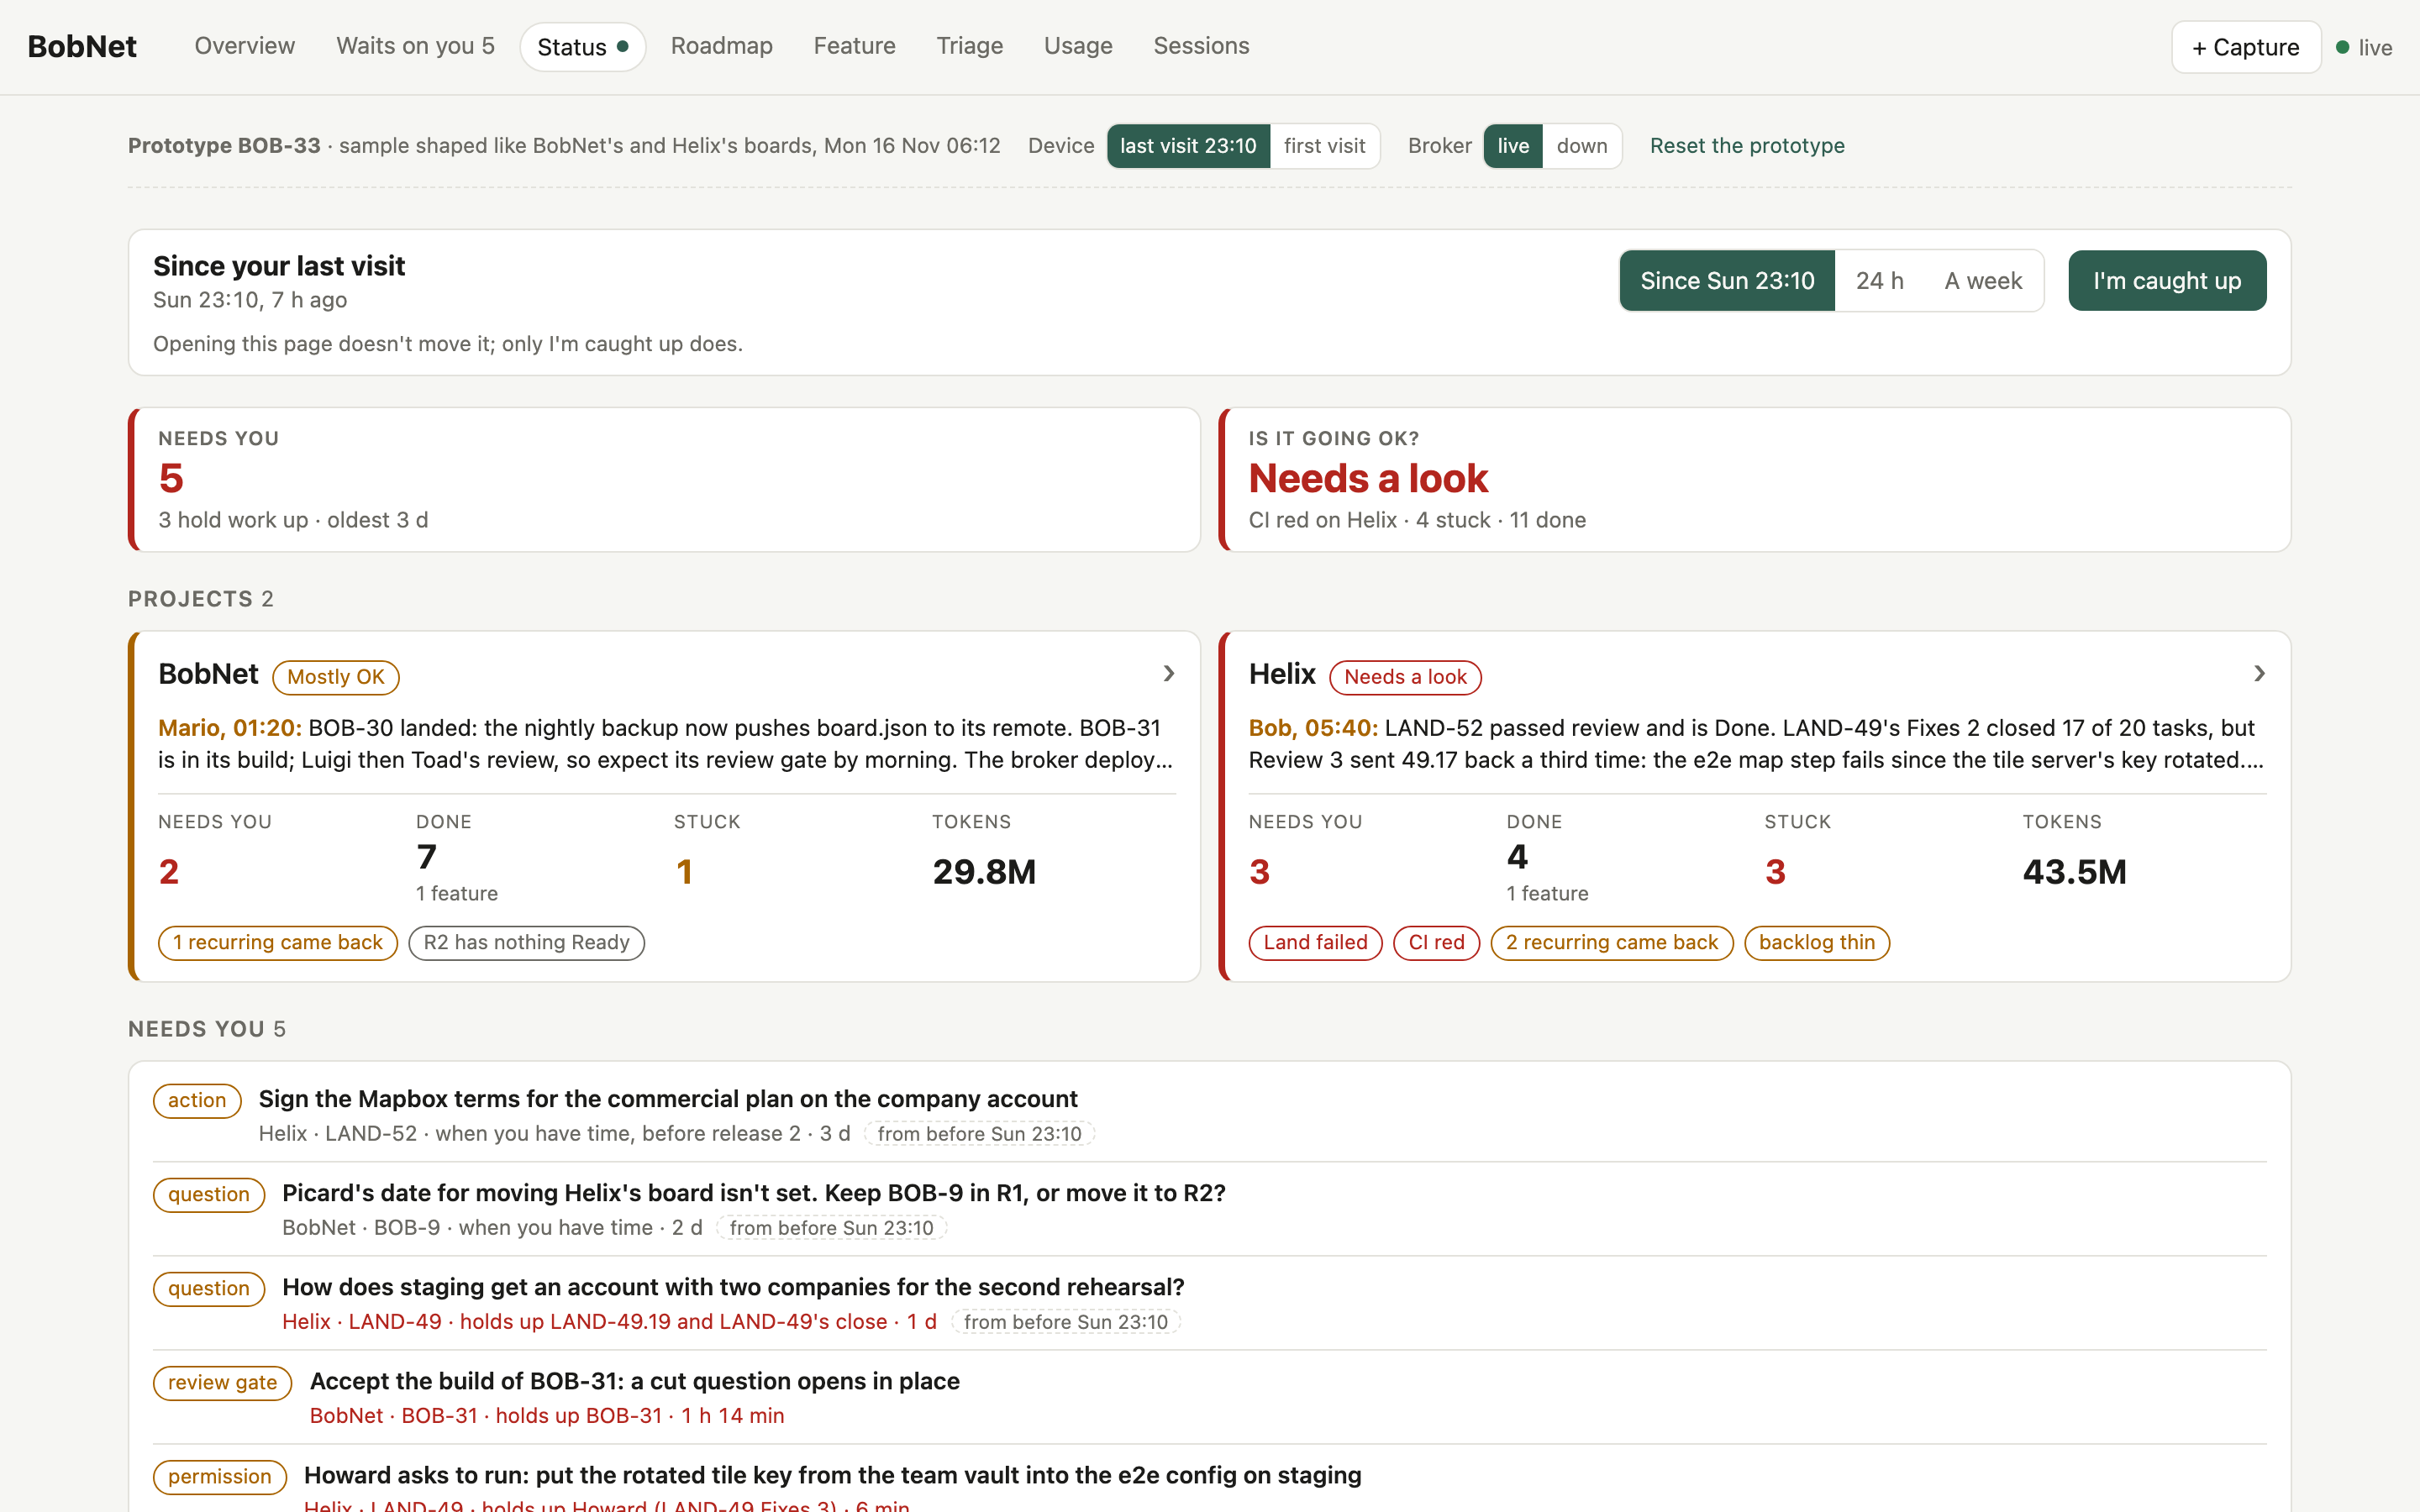 BobNet Overview Waits on you 5 Status Roadmap Feature Triage Usage Sessions + Capture live
Prototype BOB-33 · sample shaped like BobNet's and Helix's boards, Mon 16 Nov 06:12 Device last visit 23:10 first visit Broker live down Reset the prototype
Since your last visit
Sun 23:10, 7 h ago
Opening this page doesn't move it; only I'm caught up does.
Since Sun 23:10 24 h A week I'm caught up
NEEDS YOU
5
3 hold work up · oldest 3 d
IS IT GOING OK?
Needs a look
CI red on Helix · 4 stuck · 11 done
PROJECTS 2
BobNet Mostly OK ›
Mario, 01:20: BOB-30 landed: the nightly backup now pushes board.json to its remote. BOB-31
is in its build; Luigi then Toad's review, so expect its review gate by morning. The broker deploy...
NEEDS YOU DONE STUCK TOKENS
2 7 1 29.8M
1 feature
1 recurring came back R2 has nothing Ready
Helix Needs a look ›
Bob, 05:40: LAND-52 passed review and is Done. LAND-49's Fixes 2 closed 17 of 20 tasks, but
Review 3 sent 49.17 back a third time: the e2e map step fails since the tile server's key rotated....
NEEDS YOU DONE STUCK TOKENS
3 4 3 43.5M
1 feature
Land failed CI red 2 recurring came back backlog thin
NEEDS YOU 5
action Sign the Mapbox terms for the commercial plan on the company account
Helix · LAND-52 · when you have time, before release 2 · 3 d from before Sun 23:10
question Picard's date for moving Helix's board isn't set. Keep BOB-9 in R1, or move it to R2?
BobNet · BOB-9 · when you have time · 2 d from before Sun 23:10
question How does staging get an account with two companies for the second rehearsal?
Helix · LAND-49 · holds up LAND-49.19 and LAND-49's close · 1 d from before Sun 23:10
review gate Accept the build of BOB-31: a cut question opens in place
BobNet · BOB-31 · holds up BOB-31 · 1 h 14 min
permission Howard asks to run: put the rotated tile key from the team vault into the e2e config on staging
Helix · LAND-49 · holds up Howard (LAND-49 Fixes 3) · 6 min